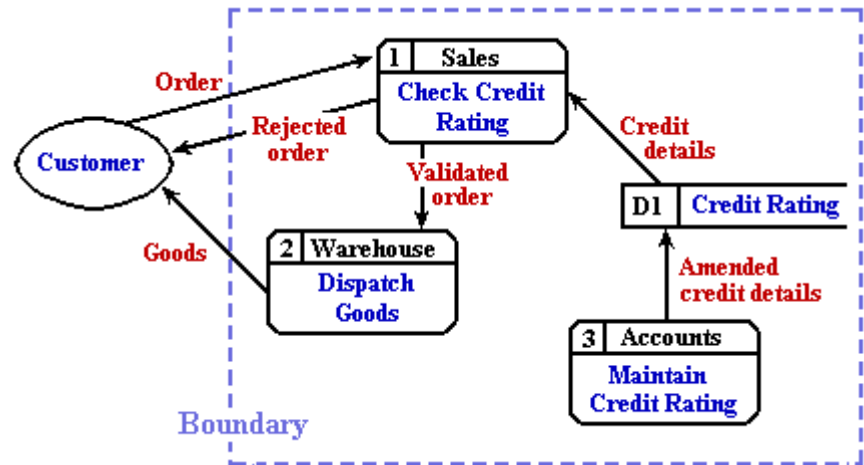 1 Sales
Order
Check Credit
Rating
Rejected
order
Credit
details
Customer
Validated
order
D1 Credit Rating
Goods
2 Warehouse
Dispatch
Goods
Amended
credit details
3 Accounts
Maintain
Credit Rating
Boundary